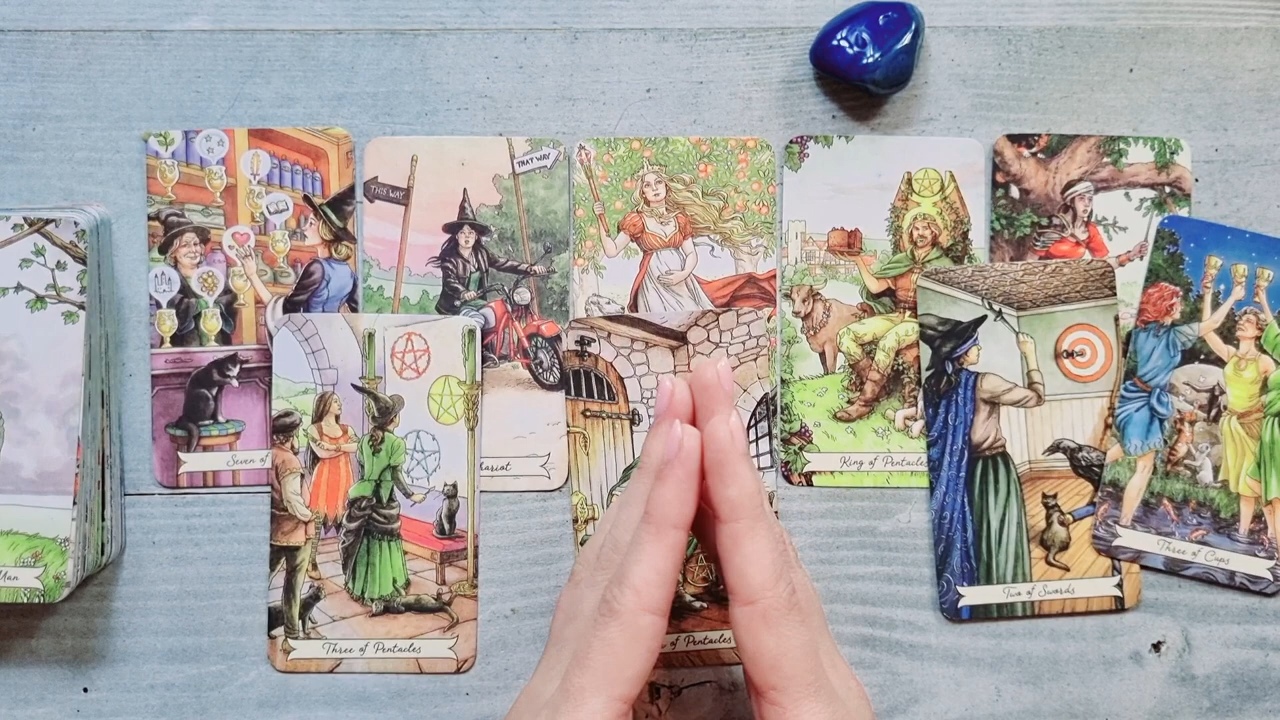 THIS WAY
THAT WAY
Seven of
hariot
King of Pentacles
Three of Cups
Two of Swords
Man
of Pentacles
Three of Pentacles